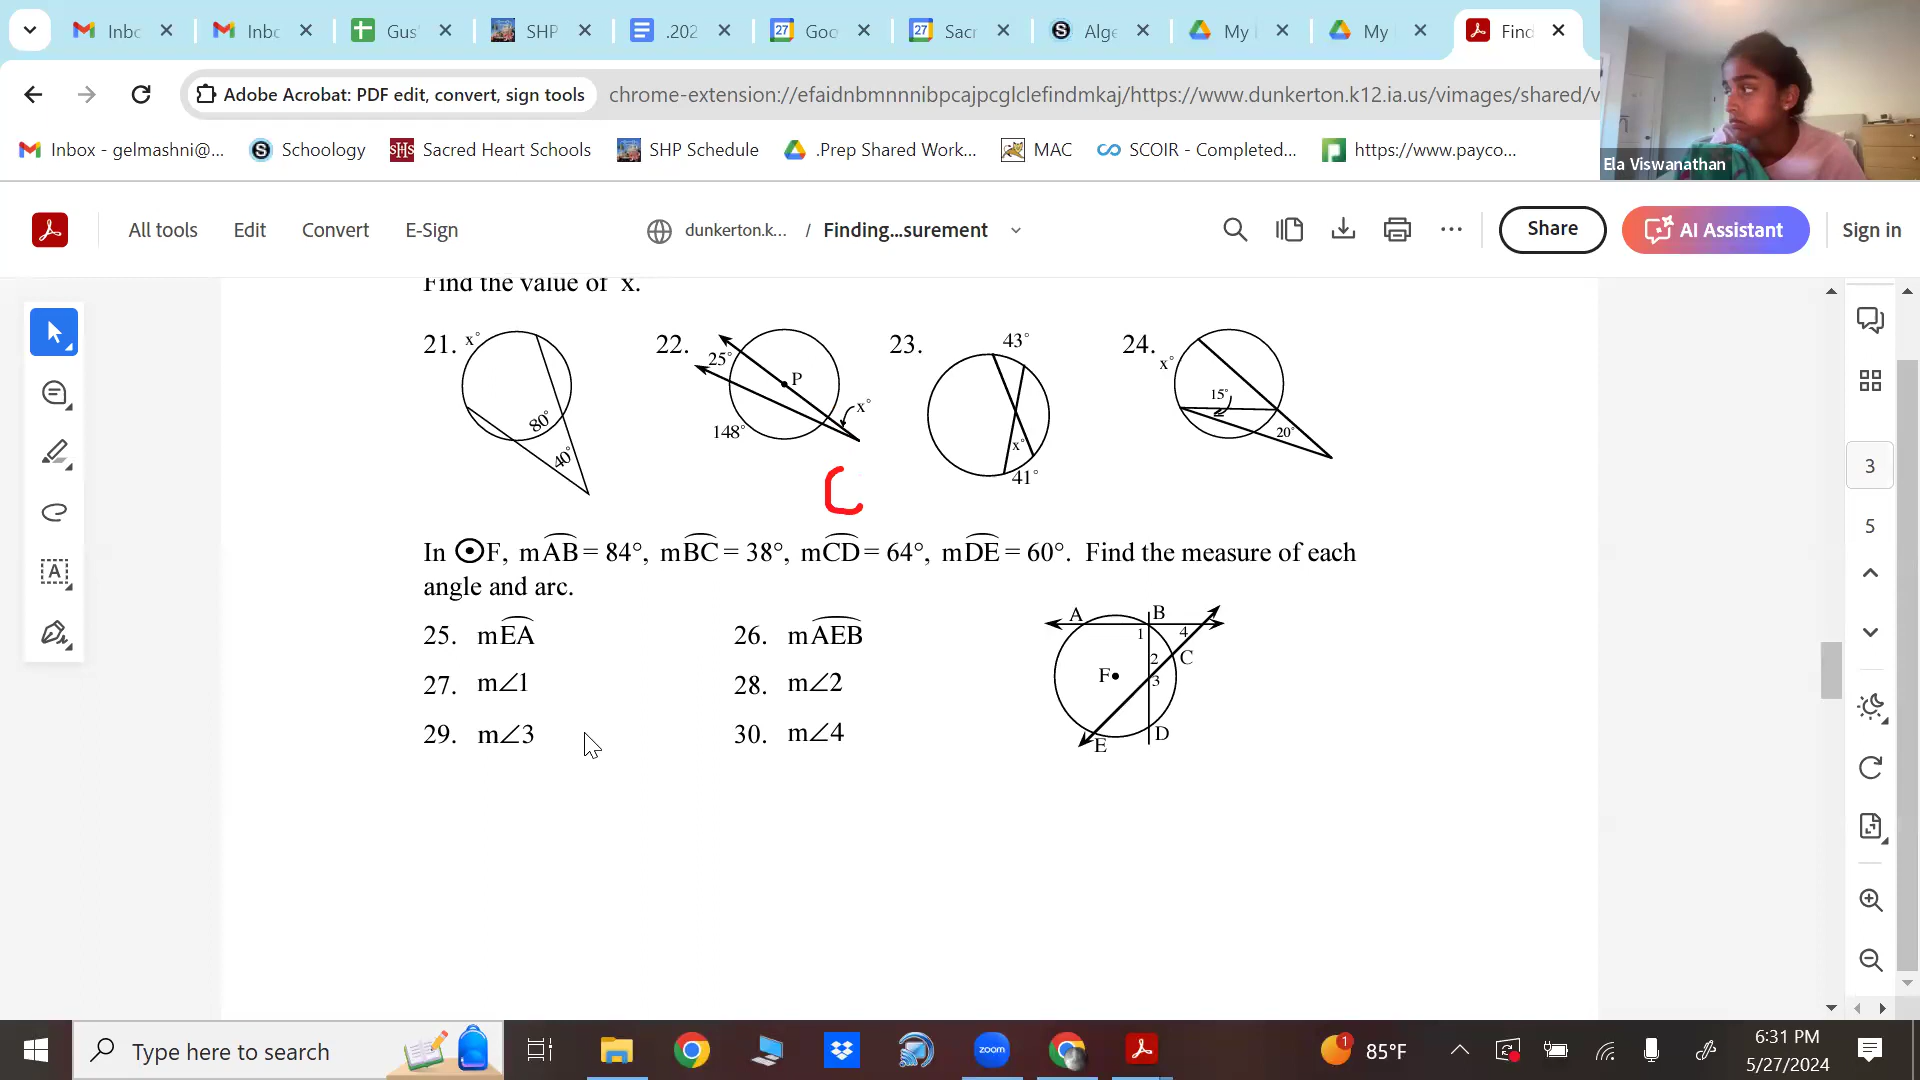 Inbc
Inbc
Gus
SHP
.202
Goo
Sacr
Alge
My
My
Find
Adobe Acrobat: PDF edit, convert, sign tools
chrome-extension://efaidnbmnnnibpcajpcglclefindmkaj/https://www.dunkerton.k12.ia.us/vimages/shared/v
Inbox - gelmashni@...
Schoology
SHS
Sacred Heart Schools
SHP Schedule
.Prep Shared Work...
MAC
SCOIR - Completed...
https://www.payco...
Ela Viswanathan
All tools
Edit
Convert
E-Sign
dunkerton.k... / Finding...surement
Share
AI Assistant
Sign in
Find the value of x.
21. x° 80° 40°
22. 25° P x° 148°
23. 43° x° 41°
24. x° 15° 20°
In ⊙F, mAB = 84°, mBC = 38°, mCD = 64°, mDE = 60°. Find the measure of each
angle and arc.
25. mEA
26. mAEB
27. m∠1
28. m∠2
29. m∠3
30. m∠4
A B 1 4 2 C F 3 E D
3
5
Type here to search
zoom
1
85°F
6:31 PM
5/27/2024